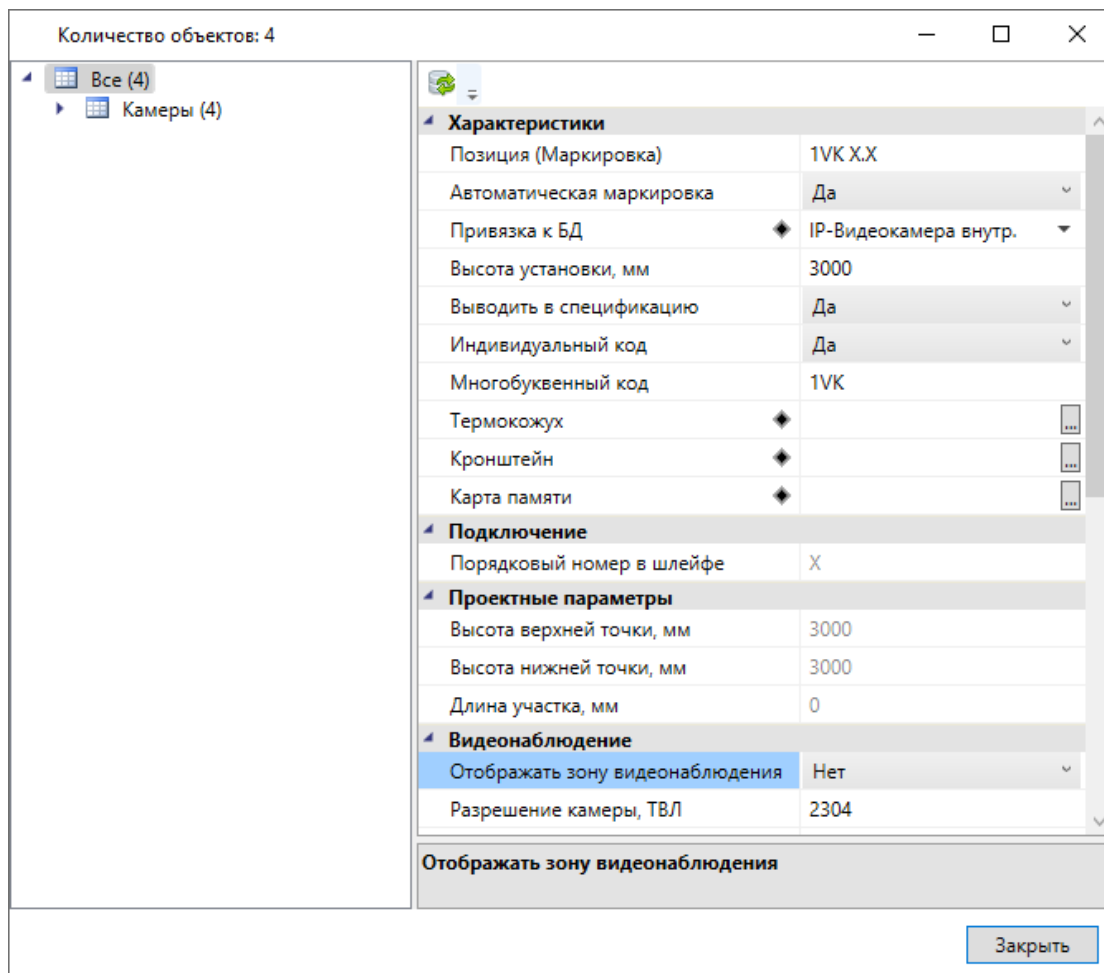 Количество объектов: 4
Все (4)
Камеры (4)
Характеристики
Позиция (Маркировка) 1VK X.X
Автоматическая маркировка Да
Привязка к БД IP-Видеокамера внутр.
Высота установки, мм 3000
Выводить в спецификацию Да
Индивидуальный код Да
Многобуквенный код 1VK
Термокожух ...
Кронштейн ...
Карта памяти ...
Подключение
Порядковый номер в шлейфе X
Проектные параметры
Высота верхней точки, мм 3000
Высота нижней точки, мм 3000
Длина участка, мм 0
Видеонаблюдение
Отображать зону видеонаблюдения Нет
Разрешение камеры, ТВЛ 2304
Отображать зону видеонаблюдения
Закрыть